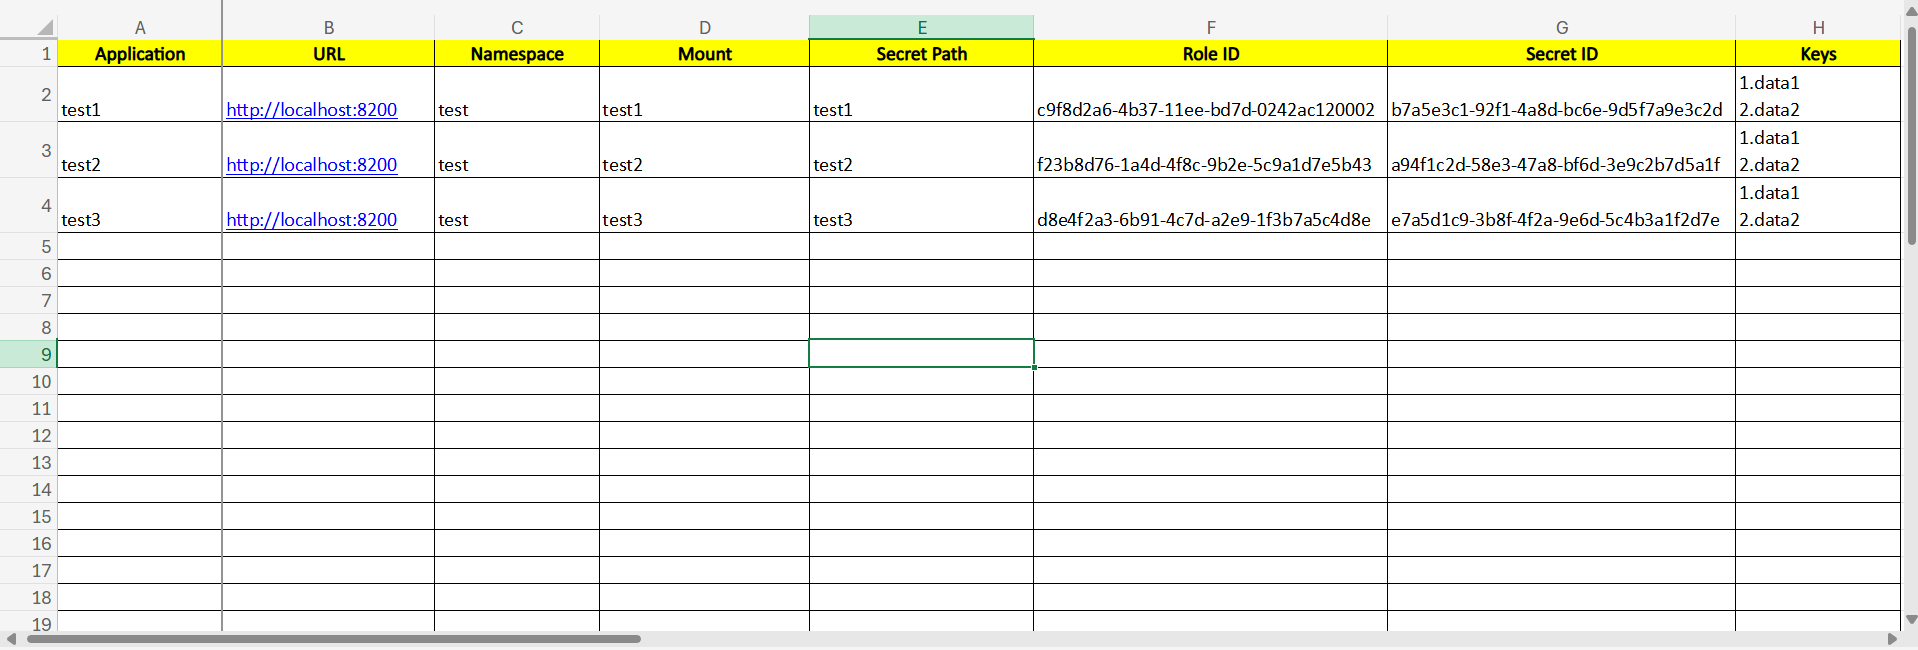 A B C D E F G H
1 Application URL Namespace Mount Secret Path Role ID Secret ID Keys
1.data1
2 test1 http://localhost:8200 test test1 test1 c9f8d2a6-4b37-11ee-bd7d-0242ac120002 b7a5e3c1-92f1-4a8d-bc6e-9d5f7a9e3c2d 2.data2
1.data1
3 test2 http://localhost:8200 test test2 test2 f23b8d76-1a4d-4f8c-9b2e-5c9a1d7e5b43 a94f1c2d-58e3-47a8-bf6d-3e9c2b7d5a1f 2.data2
1.data1
4 test3 http://localhost:8200 test test3 test3 d8e4f2a3-6b91-4c7d-a2e9-1f3b7a5c4d8e e7a5d1c9-3b8f-4f2a-9e6d-5c4b3a1f2d7e 2.data2
5
6
7
8
9
10
11
12
13
14
15
16
17
18
19